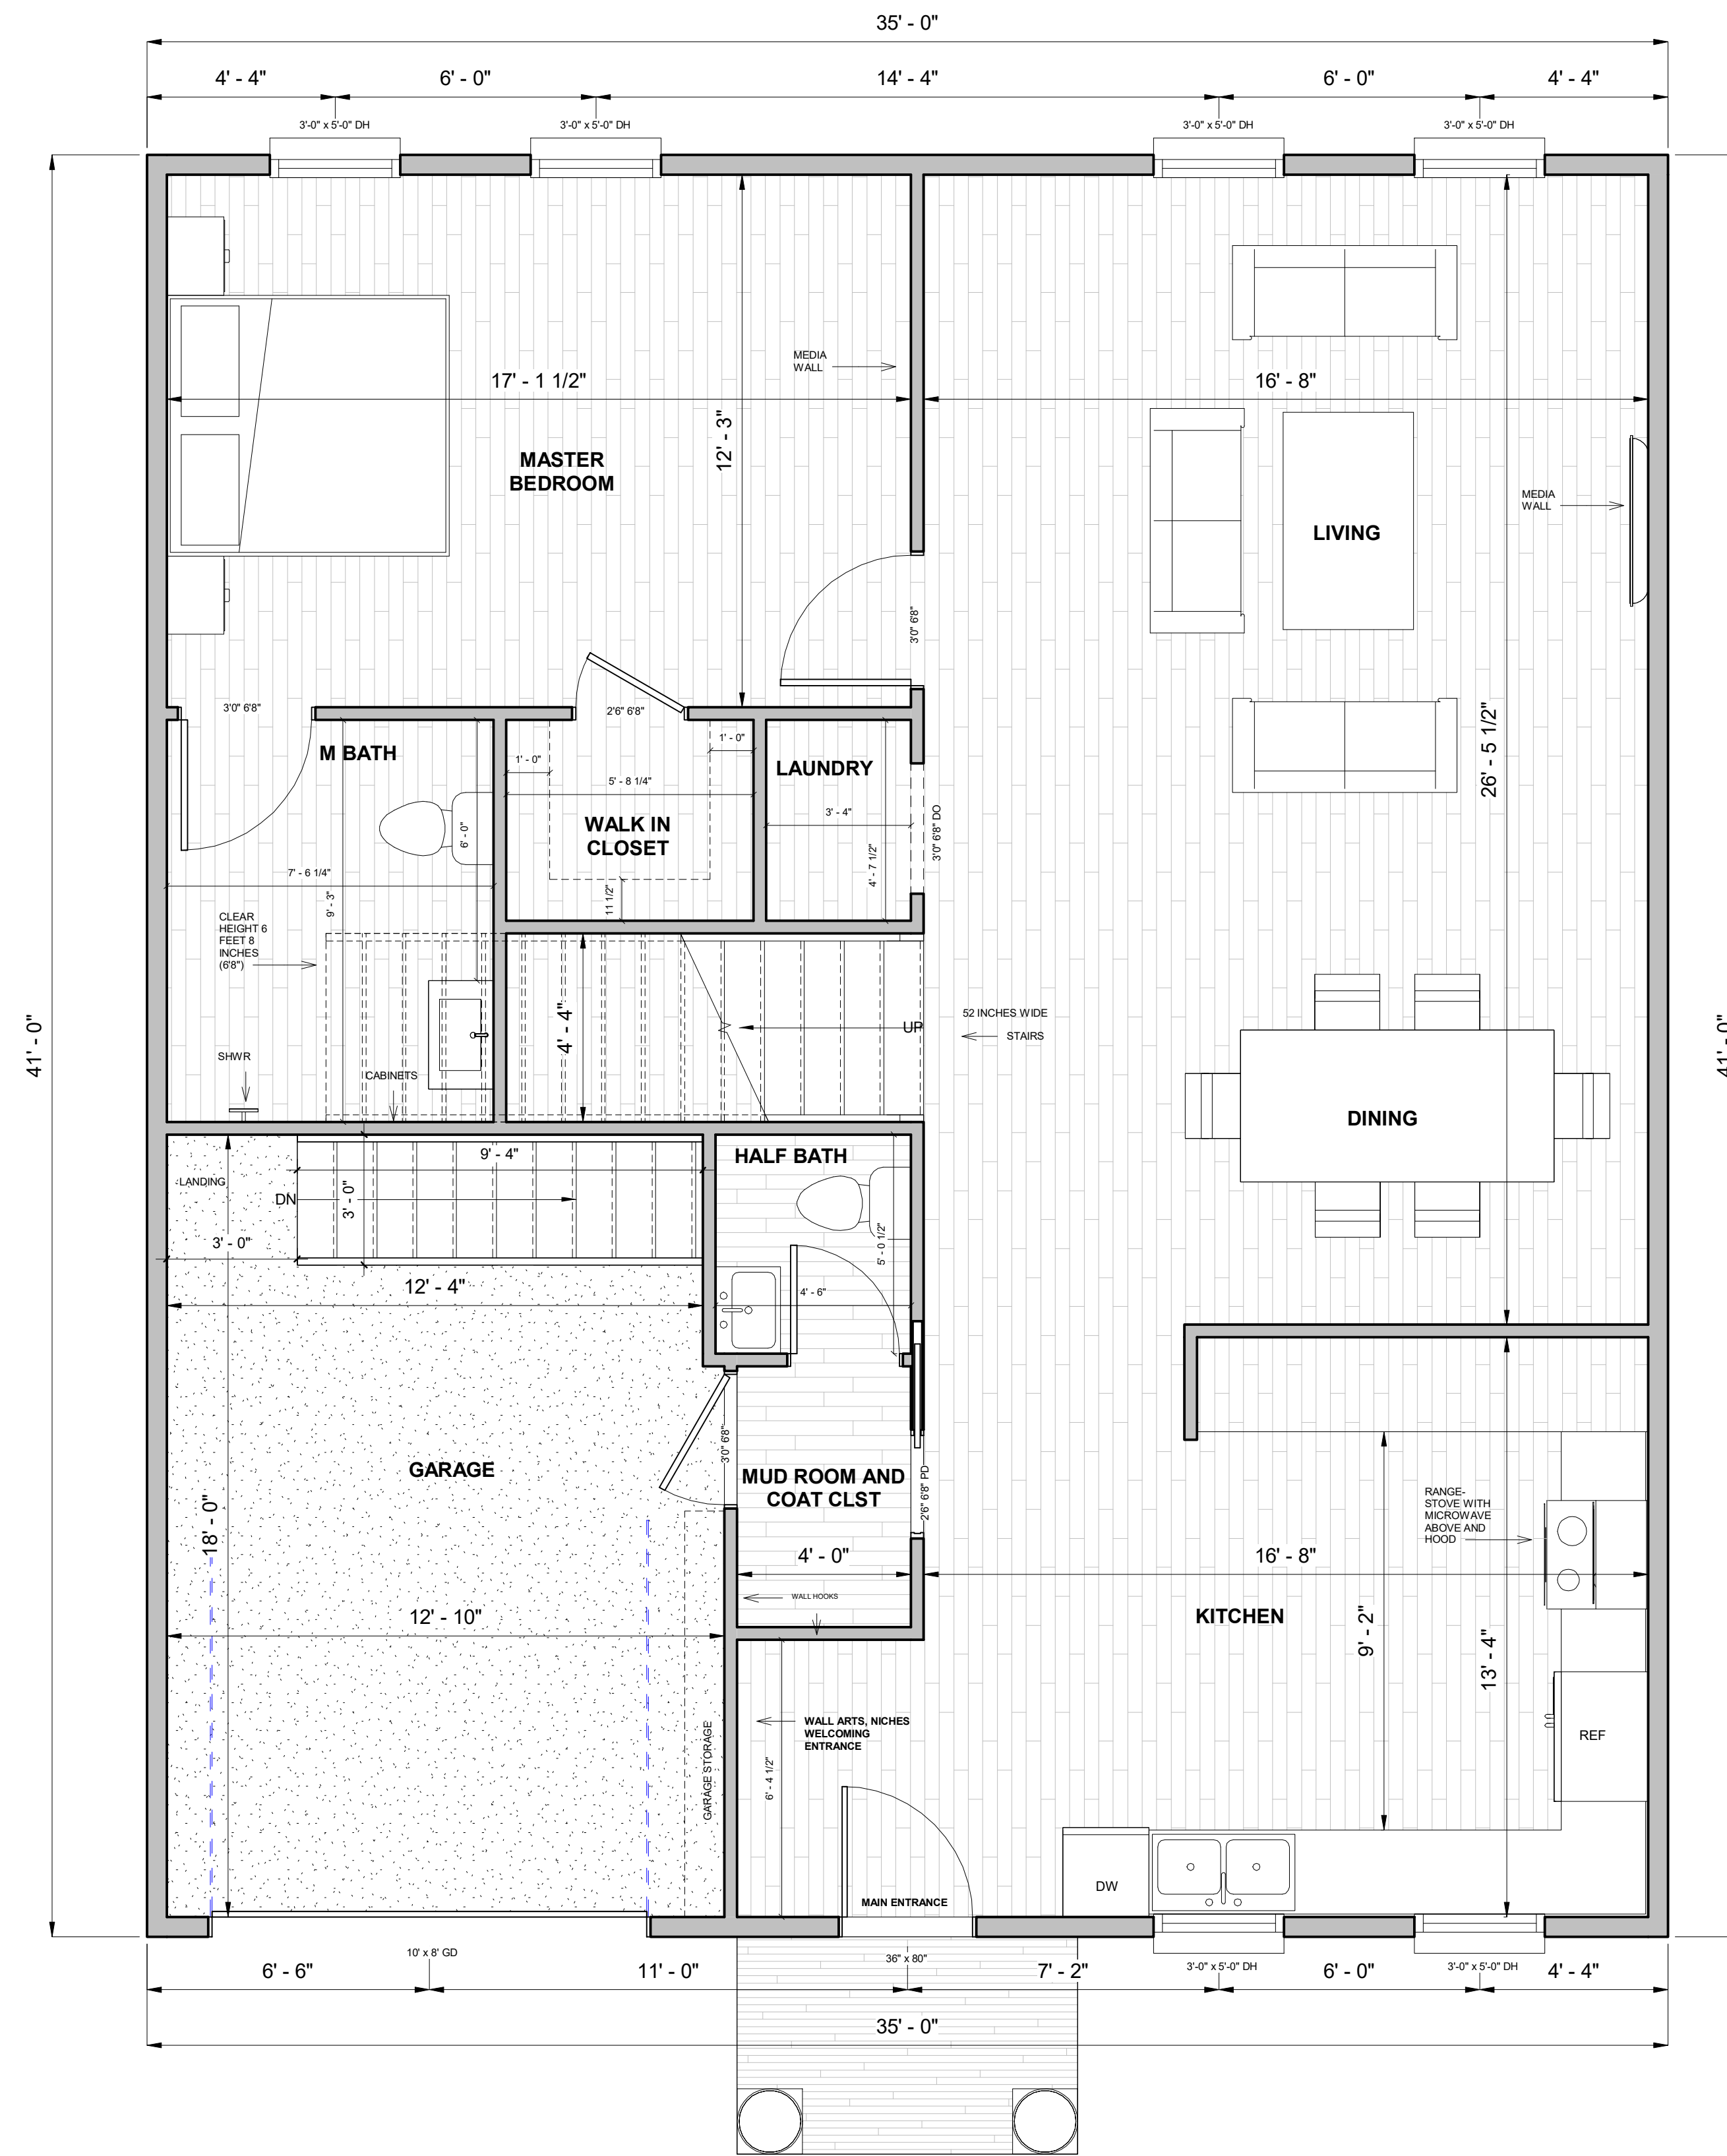 35' - 0"
4' - 4"
6' - 0"
14' - 4"
6' - 0"
4' - 4"
3'-0" x 5'-0" DH
3'-0" x 5'-0" DH
3'-0" x 5'-0" DH
3'-0" x 5'-0" DH
MEDIA
WALL
17' - 1 1/2"
16' - 8"
12' - 3"
MASTER
BEDROOM
MEDIA
WALL
LIVING
3'0" 6'8"
3'0" 6'8"
2'6" 6'8"
26' - 5 1/2"
M BATH
1' - 0"
1' - 0"
LAUNDRY
5' - 8 1/4"
3' - 4"
WALK IN
CLOSET
6' - 0"
3'0" 6'8" DO
4' - 7 1/2"
7' - 6 1/4"
9' - 3"
11 1/2"
CLEAR
HEIGHT 6
FEET 8
INCHES
(6'8")
41' - 0"
41' - 0"
4' - 4"
UP
52 INCHES WIDE
STAIRS
SHWR
CABINETS
DINING
9' - 4"
HALF BATH
LANDING
DN
3' - 0"
3' - 0"
5' - 0 1/2"
12' - 4"
4' - 6"
3'0" 6'8"
GARAGE
MUD ROOM AND
COAT CLST
2'6" 6'8" PD
RANGE-
STOVE WITH
MICROWAVE
ABOVE AND
HOOD
18' - 0"
4' - 0"
16' - 8"
WALL HOOKS
12' - 10"
KITCHEN
9' - 2"
13' - 4"
WALL ARTS, NICHES
WELCOMING
ENTRANCE
REF
GARAGE STORAGE
6' - 4 1/2"
DW
MAIN ENTRANCE
10' x 8' GD
36" x 80"
6' - 6"
11' - 0"
7' - 2"
3'-0" x 5'-0" DH
6' - 0"
3'-0" x 5'-0" DH
4' - 4"
35' - 0"